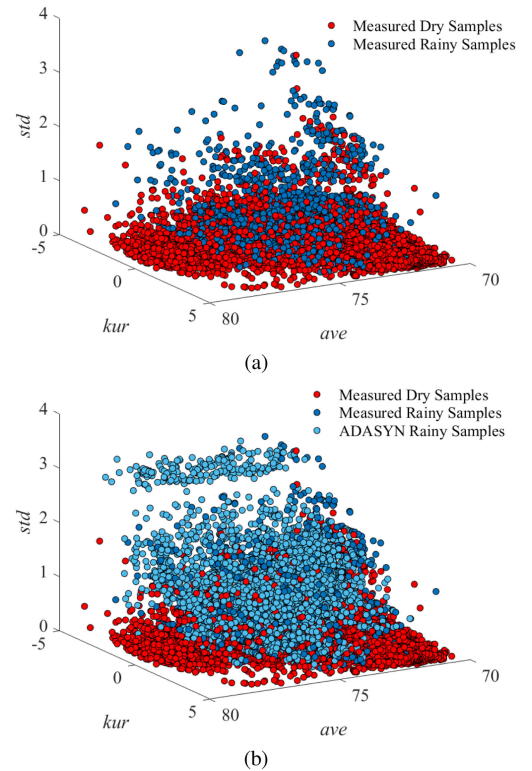 4
Measured Dry Samples
Measured Rainy Samples
3
2
std
1
0
-5
0
5
kur
80
75
70
ave
(a)
Measured Dry Samples
Measured Rainy Samples
ADASYN Rainy Samples
4
3
2
std
1
0
-5
0
5
kur
80
75
70
ave
(b)